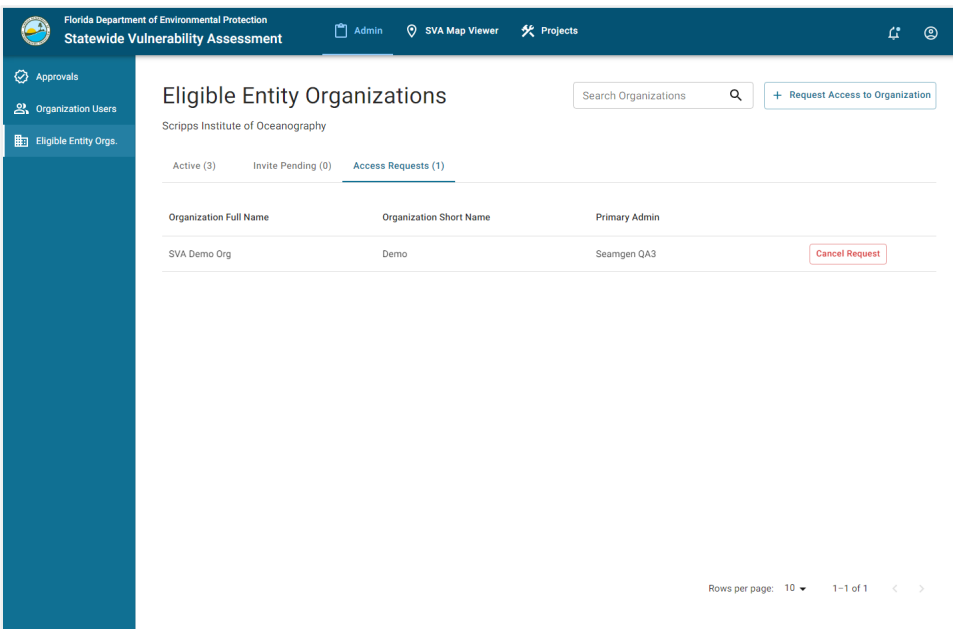 Florida Department of Environmental Protection
Statewide Vulnerability Assessment
Admin
SVA Map Viewer
Projects
Approvals
Organization Users
Eligible Entity Orgs.
Eligible Entity Organizations
Search Organizations
+ Request Access to Organization
Scripps Institute of Oceanography
Active (3)
Invite Pending (0)
Access Requests (1)
Organization Full Name
Organization Short Name
Primary Admin
SVA Demo Org
Demo
Seamgen QA3
Cancel Request
Rows per page: 10
1–1 of 1